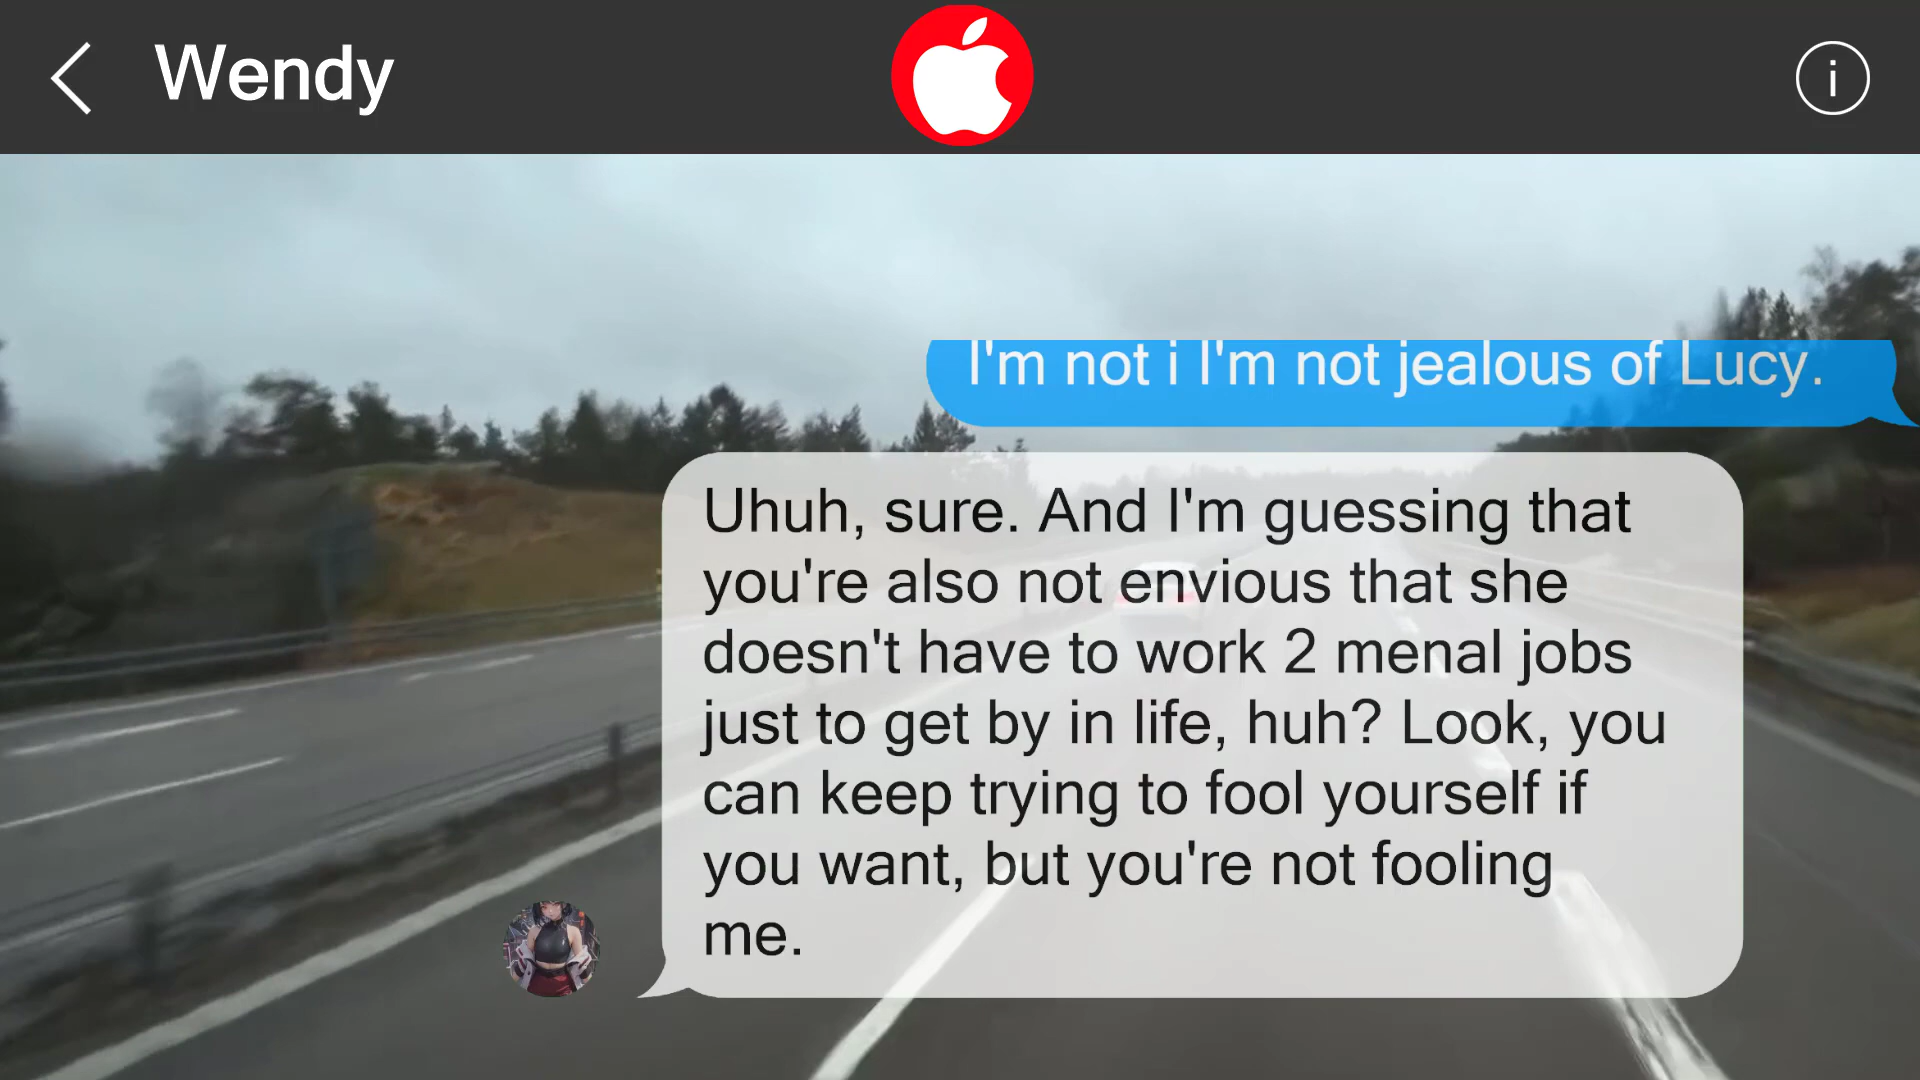 Wendy
i
I'm not i I'm not jealous of Lucy.
Uhuh, sure. And I'm guessing that
you're also not envious that she
doesn't have to work 2 menal jobs
just to get by in life, huh? Look, you
can keep trying to fool yourself if
you want, but you're not fooling
me.